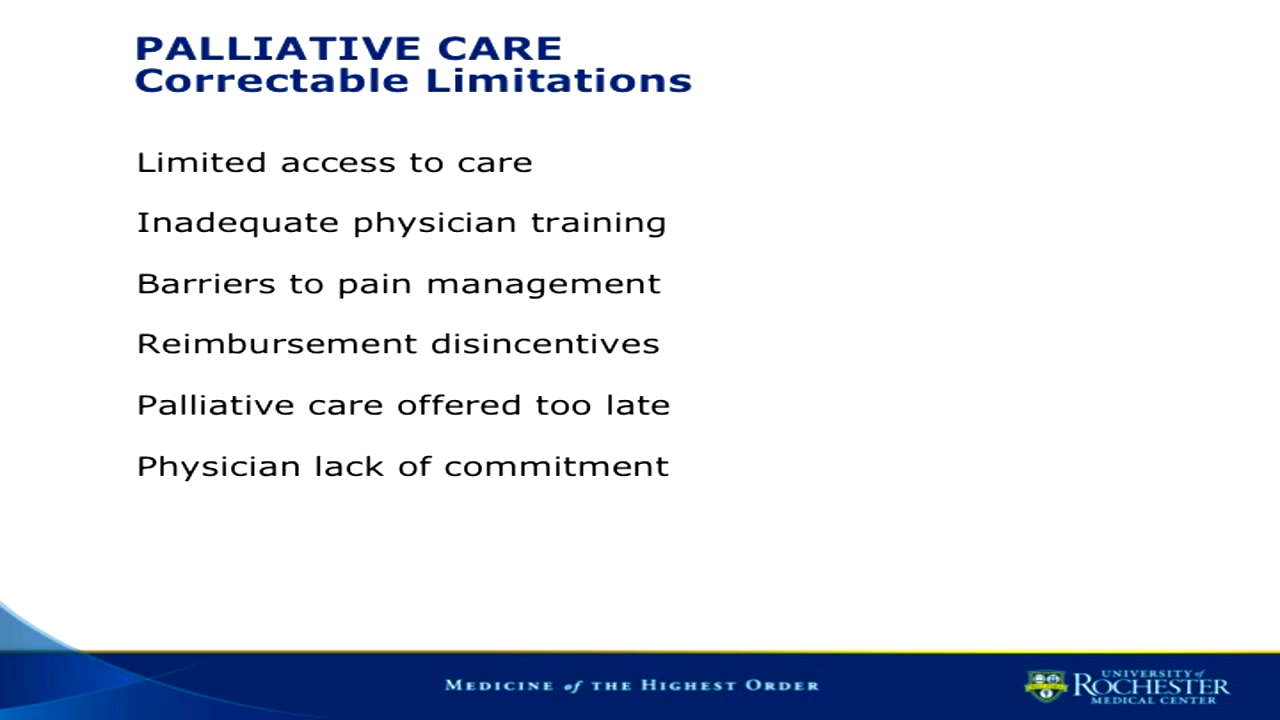 PALLIATIVE CARE
Correctable Limitations
Limited access to care
Inadequate physician training
Barriers to pain management
Reimbursement disincentives
Palliative care offered too late
Physician lack of commitment
MEDICINE of THE HIGHEST ORDER
UNIVERSITY of
ROCHESTER
MEDICAL CENTER